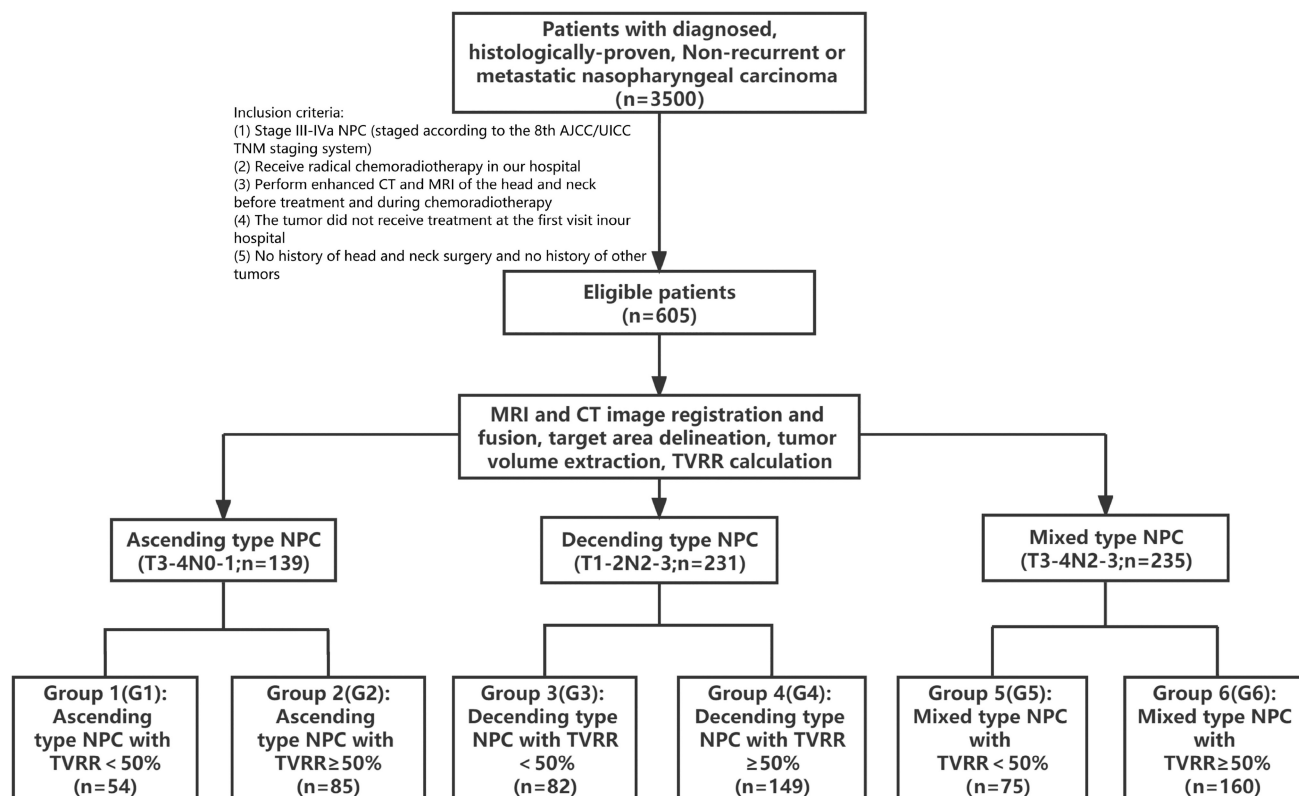 Patients with diagnosed,
histologically-proven, Non-recurrent or
metastatic nasopharyngeal carcinoma
(n=3500)
Inclusion criteria:
(1) Stage III-IVa NPC (staged according to the 8th AJCC/UICC
TNM staging system)
(2) Receive radical chemoradiotherapy in our hospital
(3) Perform enhanced CT and MRI of the head and neck
before treatment and during chemoradiotherapy
(4) The tumor did not receive treatment at the first visit inour
hospital
(5) No history of head and neck surgery and no history of other
tumors
Eligible patients
(n=605)
MRI and CT image registration and
fusion, target area delineation, tumor
volume extraction, TVRR calculation
Ascending type NPC
(T3-4N0-1;n=139)
Decending type NPC
(T1-2N2-3;n=231)
Mixed type NPC
(T3-4N2-3;n=235)
Group 1(G1):
Ascending
type NPC with
TVRR<50%
(n=54)
Group 2(G2):
Ascending
type NPC with
TVRR≥50%
(n=85)
Group 3(G3):
Decending type
NPC with TVRR
<50%
(n=82)
Group 4(G4):
Decending type
NPC with TVRR
≥50%
(n=149)
Group 5(G5):
Mixed type NPC
with
TVRR<50%
(n=75)
Group 6(G6):
Mixed type NPC
with
TVRR≥50%
(n=160)